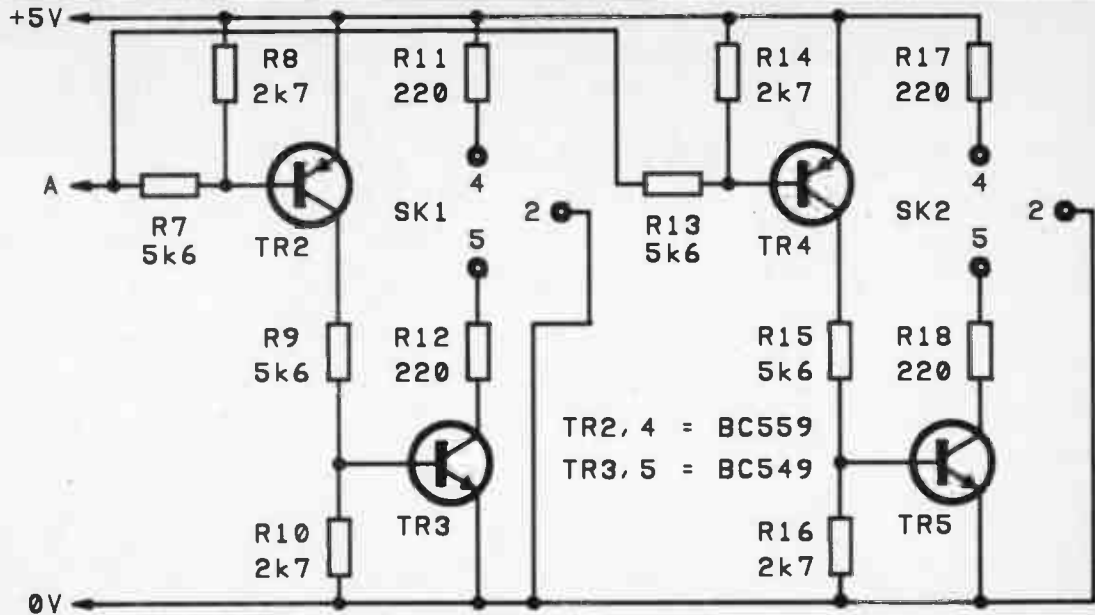 +5V
R8
2k7
R11
220
R14
2k7
R17
220
A
R7
5k6
TR2
SK1
4
5
2
R13
5k6
TR4
SK2
4
5
2
R9
5k6
R12
220
R15
5k6
R18
220
TR2,4 = BC559
TR3,5 = BC549
R10
2k7
TR3
R16
2k7
TR5
0V